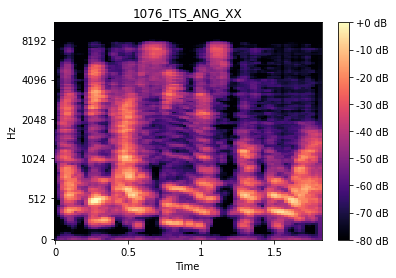 1076_ITS_ANG_XX
8192
4096
2048
1024
512
0
Hz
0
0.5
1
1.5
Time
+0 dB
-10 dB
-20 dB
-30 dB
-40 dB
-50 dB
-60 dB
-70 dB
-80 dB